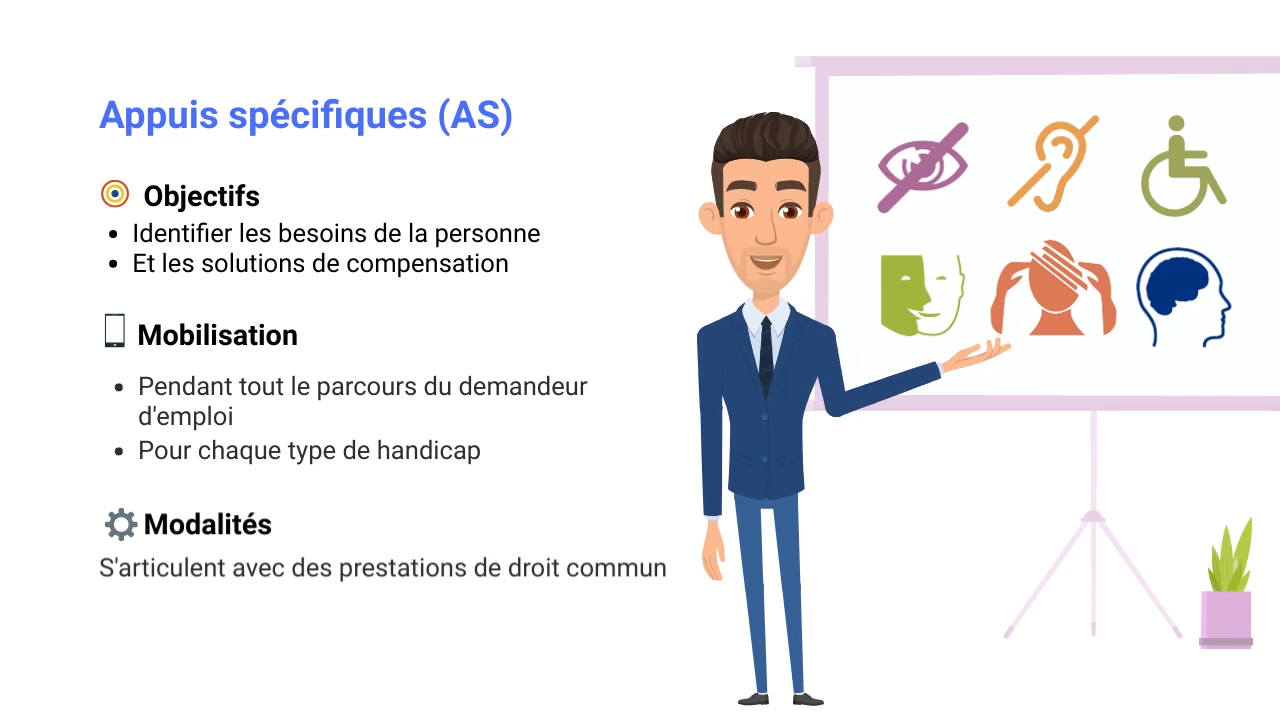 Appuis spécifiques (AS)
Objectifs
• Identifier les besoins de la personne
• Et les solutions de compensation
Mobilisation
• Pendant tout le parcours du demandeur
d'emploi
• Pour chaque type de handicap
Modalités
S'articulent avec des prestations de droit commun